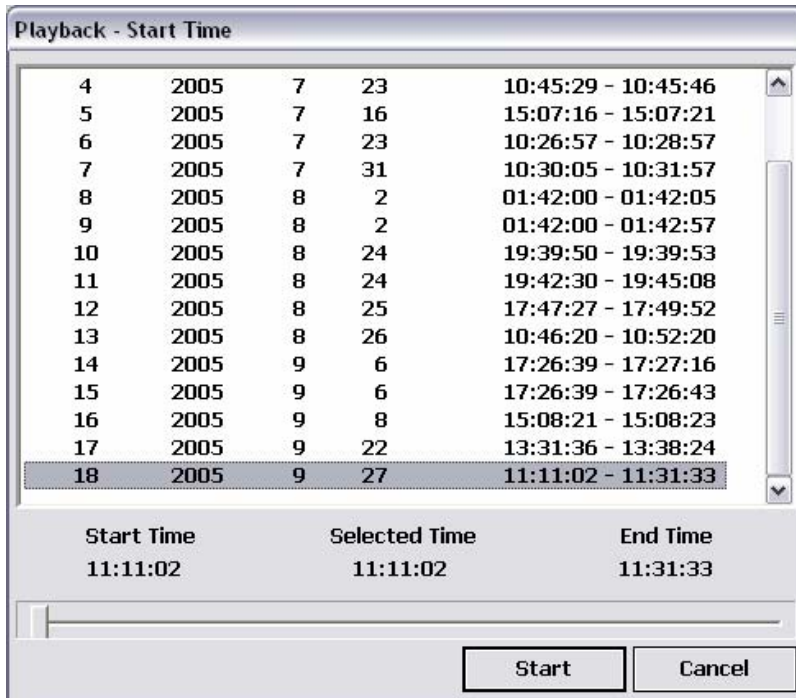 Playback - Start Time
4 2005 7 23 10:45:29 - 10:45:46
5 2005 7 16 15:07:16 - 15:07:21
6 2005 7 23 10:26:57 - 10:28:57
7 2005 7 31 10:30:05 - 10:31:57
8 2005 8 2 01:42:00 - 01:42:05
9 2005 8 2 01:42:00 - 01:42:57
10 2005 8 24 19:39:50 - 19:39:53
11 2005 8 24 19:42:30 - 19:45:08
12 2005 8 25 17:47:27 - 17:49:52
13 2005 8 26 10:46:20 - 10:52:20
14 2005 9 6 17:26:39 - 17:27:16
15 2005 9 6 17:26:39 - 17:26:43
16 2005 9 8 15:08:21 - 15:08:23
17 2005 9 22 13:31:36 - 13:38:24
18 2005 9 27 11:11:02 - 11:31:33
Start Time Selected Time End Time
11:11:02 11:11:02 11:31:33
Start Cancel